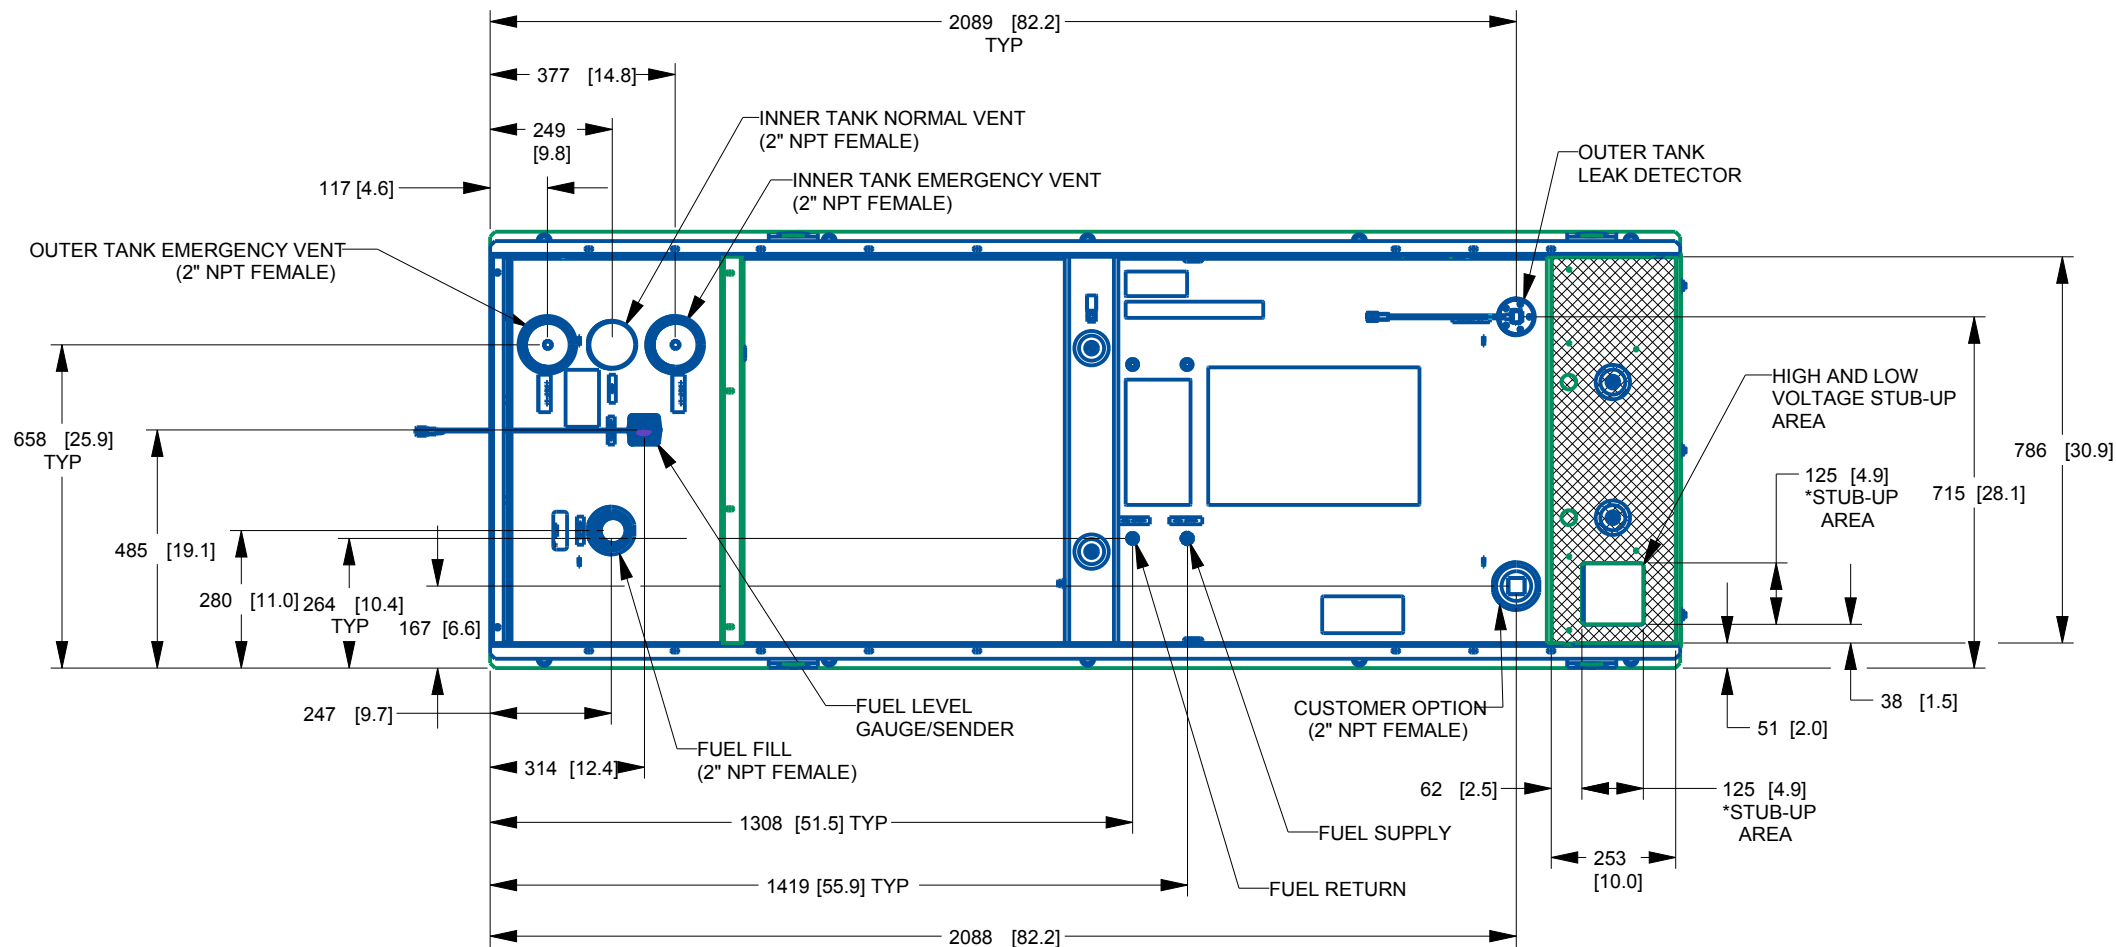 2089 [82.2]
TYP
377 [14.8]
249
[9.8]
117 [4.6]
INNER TANK NORMAL VENT
(2" NPT FEMALE)
INNER TANK EMERGENCY VENT
(2" NPT FEMALE)
OUTER TANK
LEAK DETECTOR
OUTER TANK EMERGENCY VENT
(2" NPT FEMALE)
HIGH AND LOW
VOLTAGE STUB-UP
AREA
658 [25.9]
TYP
786 [30.9]
125 [4.9]
*STUB-UP
AREA
715 [28.1]
485 [19.1]
280 [11.0]
264 [10.4]
TYP
167 [6.6]
247 [9.7]
FUEL LEVEL
GAUGE/SENDER
CUSTOMER OPTION
(2" NPT FEMALE)
38 [1.5]
51 [2.0]
FUEL FILL
(2" NPT FEMALE)
314 [12.4]
62 [2.5]
125 [4.9]
*STUB-UP
AREA
1308 [51.5] TYP
FUEL SUPPLY
253
[10.0]
1419 [55.9] TYP
FUEL RETURN
2088 [82.2]